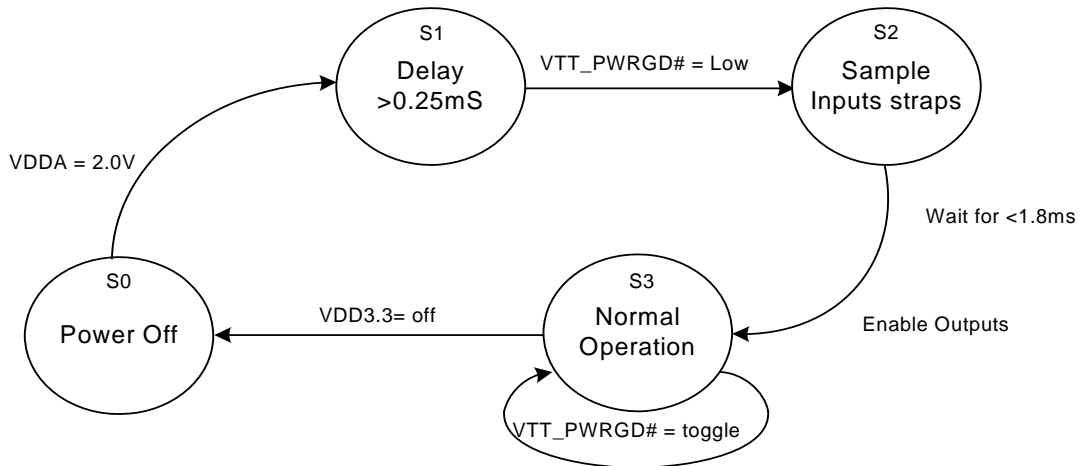 S1
Delay
>0.25mS
VTT_PWRGD# = Low
S2
Sample
Inputs straps
VDDA = 2.0V
Wait for <1.8ms
S0
Power Off
VDD3.3= off
S3
Normal
Operation
Enable Outputs
VTT_PWRGD# = toggle